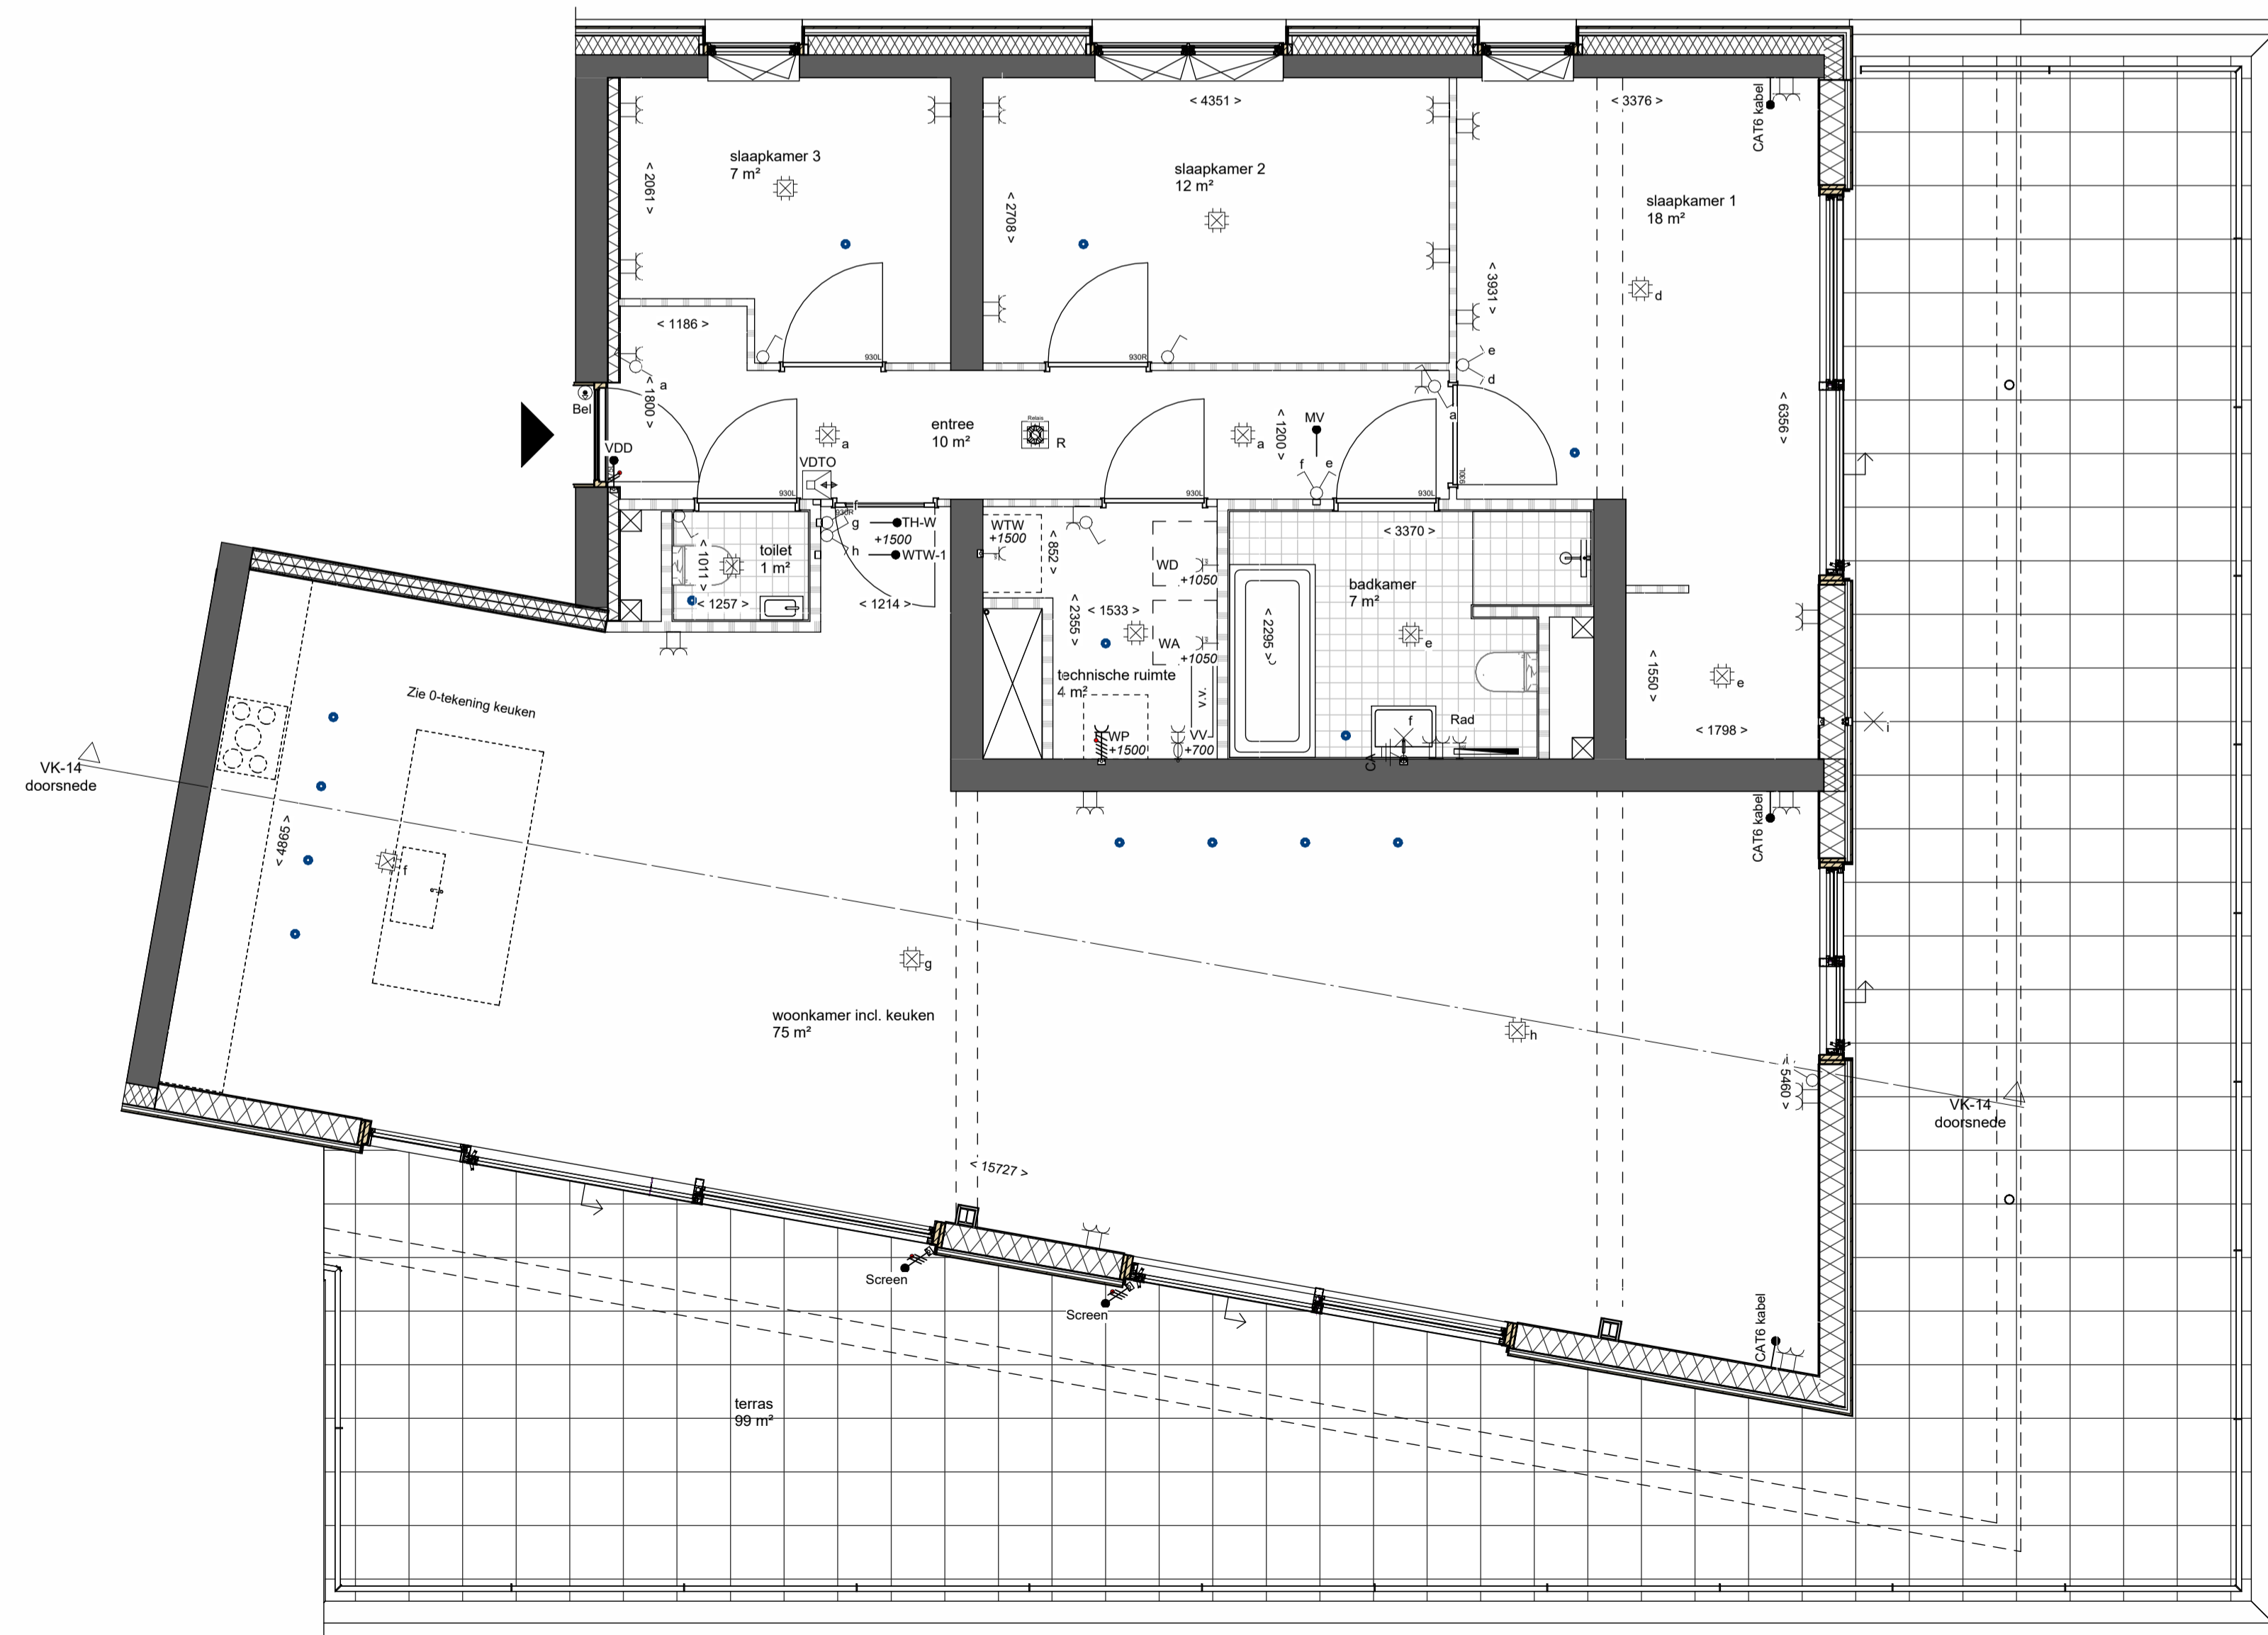 < 4351 >
< 3376 >
CAT6 kabel
slaapkamer 3
7 m²
< 2061 >
slaapkamer 2
12 m²
< 2708 >
slaapkamer 1
18 m²
d
< 3931 >
< 1186 >
930L
930R
e
d
a
Bel
< 1800 >
VDD
a
entree
10 m²
Relais
R
a
< 1200 >
MV
f
e
a
930L
< 6356 >
VDTO
930L
930L
930L
f
930R
g
TH-W
+1500
h
WTW-1
toilet
1 m²
< 1011 >
< 1257 >
< 1214 >
WTW
+1500
< 852 >
WD
+1050
< 1533 >
< 2355 >
WA
+1050
technische ruimte
4 m²
v.v.
WP
+1500
VV
+700
< 3370 >
badkamer
7 m²
< 2295 >
e
f
Rad
CA
< 1550 >
e
< 1798 >
i
Zie 0-tekening keuken
VK-14
doorsnede
< 4865 >
f
CAT6 kabel
g
woonkamer incl. keuken
75 m²
h
i
< 5460 >
VK-14
doorsnede
< 15727 >
Screen
Screen
CAT6 kabel
terras
99 m²